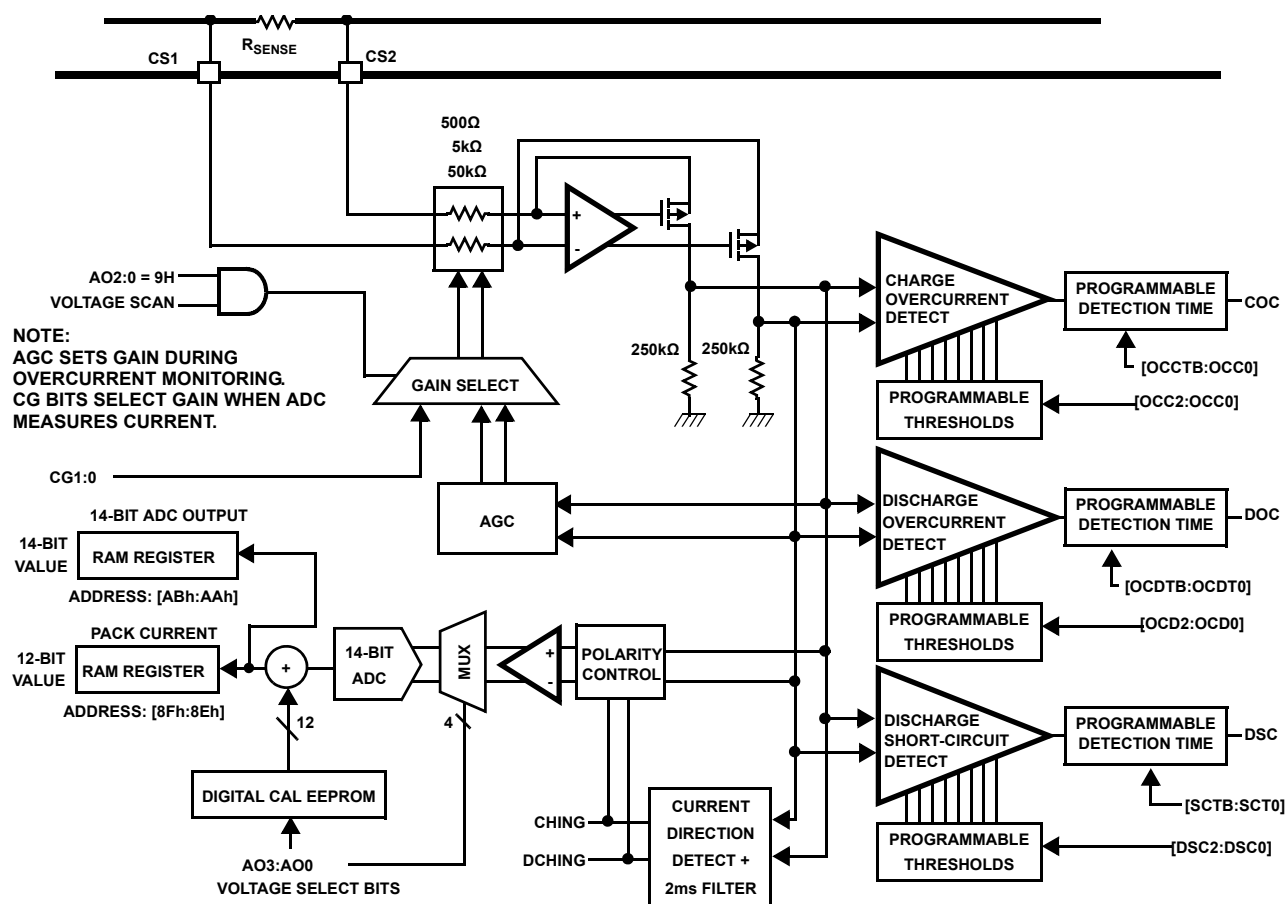 RSENSE
CS1
CS2
500Ω
5kΩ
50kΩ
+
-
AO2:0 = 9H
VOLTAGE SCAN
NOTE:
AGC SETS GAIN DURING
OVERCURRENT MONITORING.
CG BITS SELECT GAIN WHEN ADC
MEASURES CURRENT.
GAIN SELECT
250kΩ
250kΩ
CHARGE
OVERCURRENT
DETECT
PROGRAMMABLE
DETECTION TIME
COC
[OCCTB:OCC0]
PROGRAMMABLE
THRESHOLDS
[OCC2:OCC0]
CG1:0
AGC
DISCHARGE
OVERCURRENT
DETECT
PROGRAMMABLE
DETECTION TIME
DOC
[OCDTB:OCDT0]
PROGRAMMABLE
THRESHOLDS
[OCD2:OCD0]
14-BIT ADC OUTPUT
14-BIT
VALUE
RAM REGISTER
ADDRESS: [ABh:AAh]
PACK CURRENT
12-BIT
VALUE
RAM REGISTER
ADDRESS: [8Fh:8Eh]
+
12
14-BIT
ADC
MUX
4
+
-
POLARITY
CONTROL
DIGITAL CAL EEPROM
AO3:AO0
VOLTAGE SELECT BITS
CHING
DCHING
CURRENT
DIRECTION
DETECT +
2ms FILTER
DISCHARGE
SHORT-CIRCUIT
DETECT
PROGRAMMABLE
DETECTION TIME
DSC
[SCTB:SCT0]
PROGRAMMABLE
THRESHOLDS
[DSC2:DSC0]